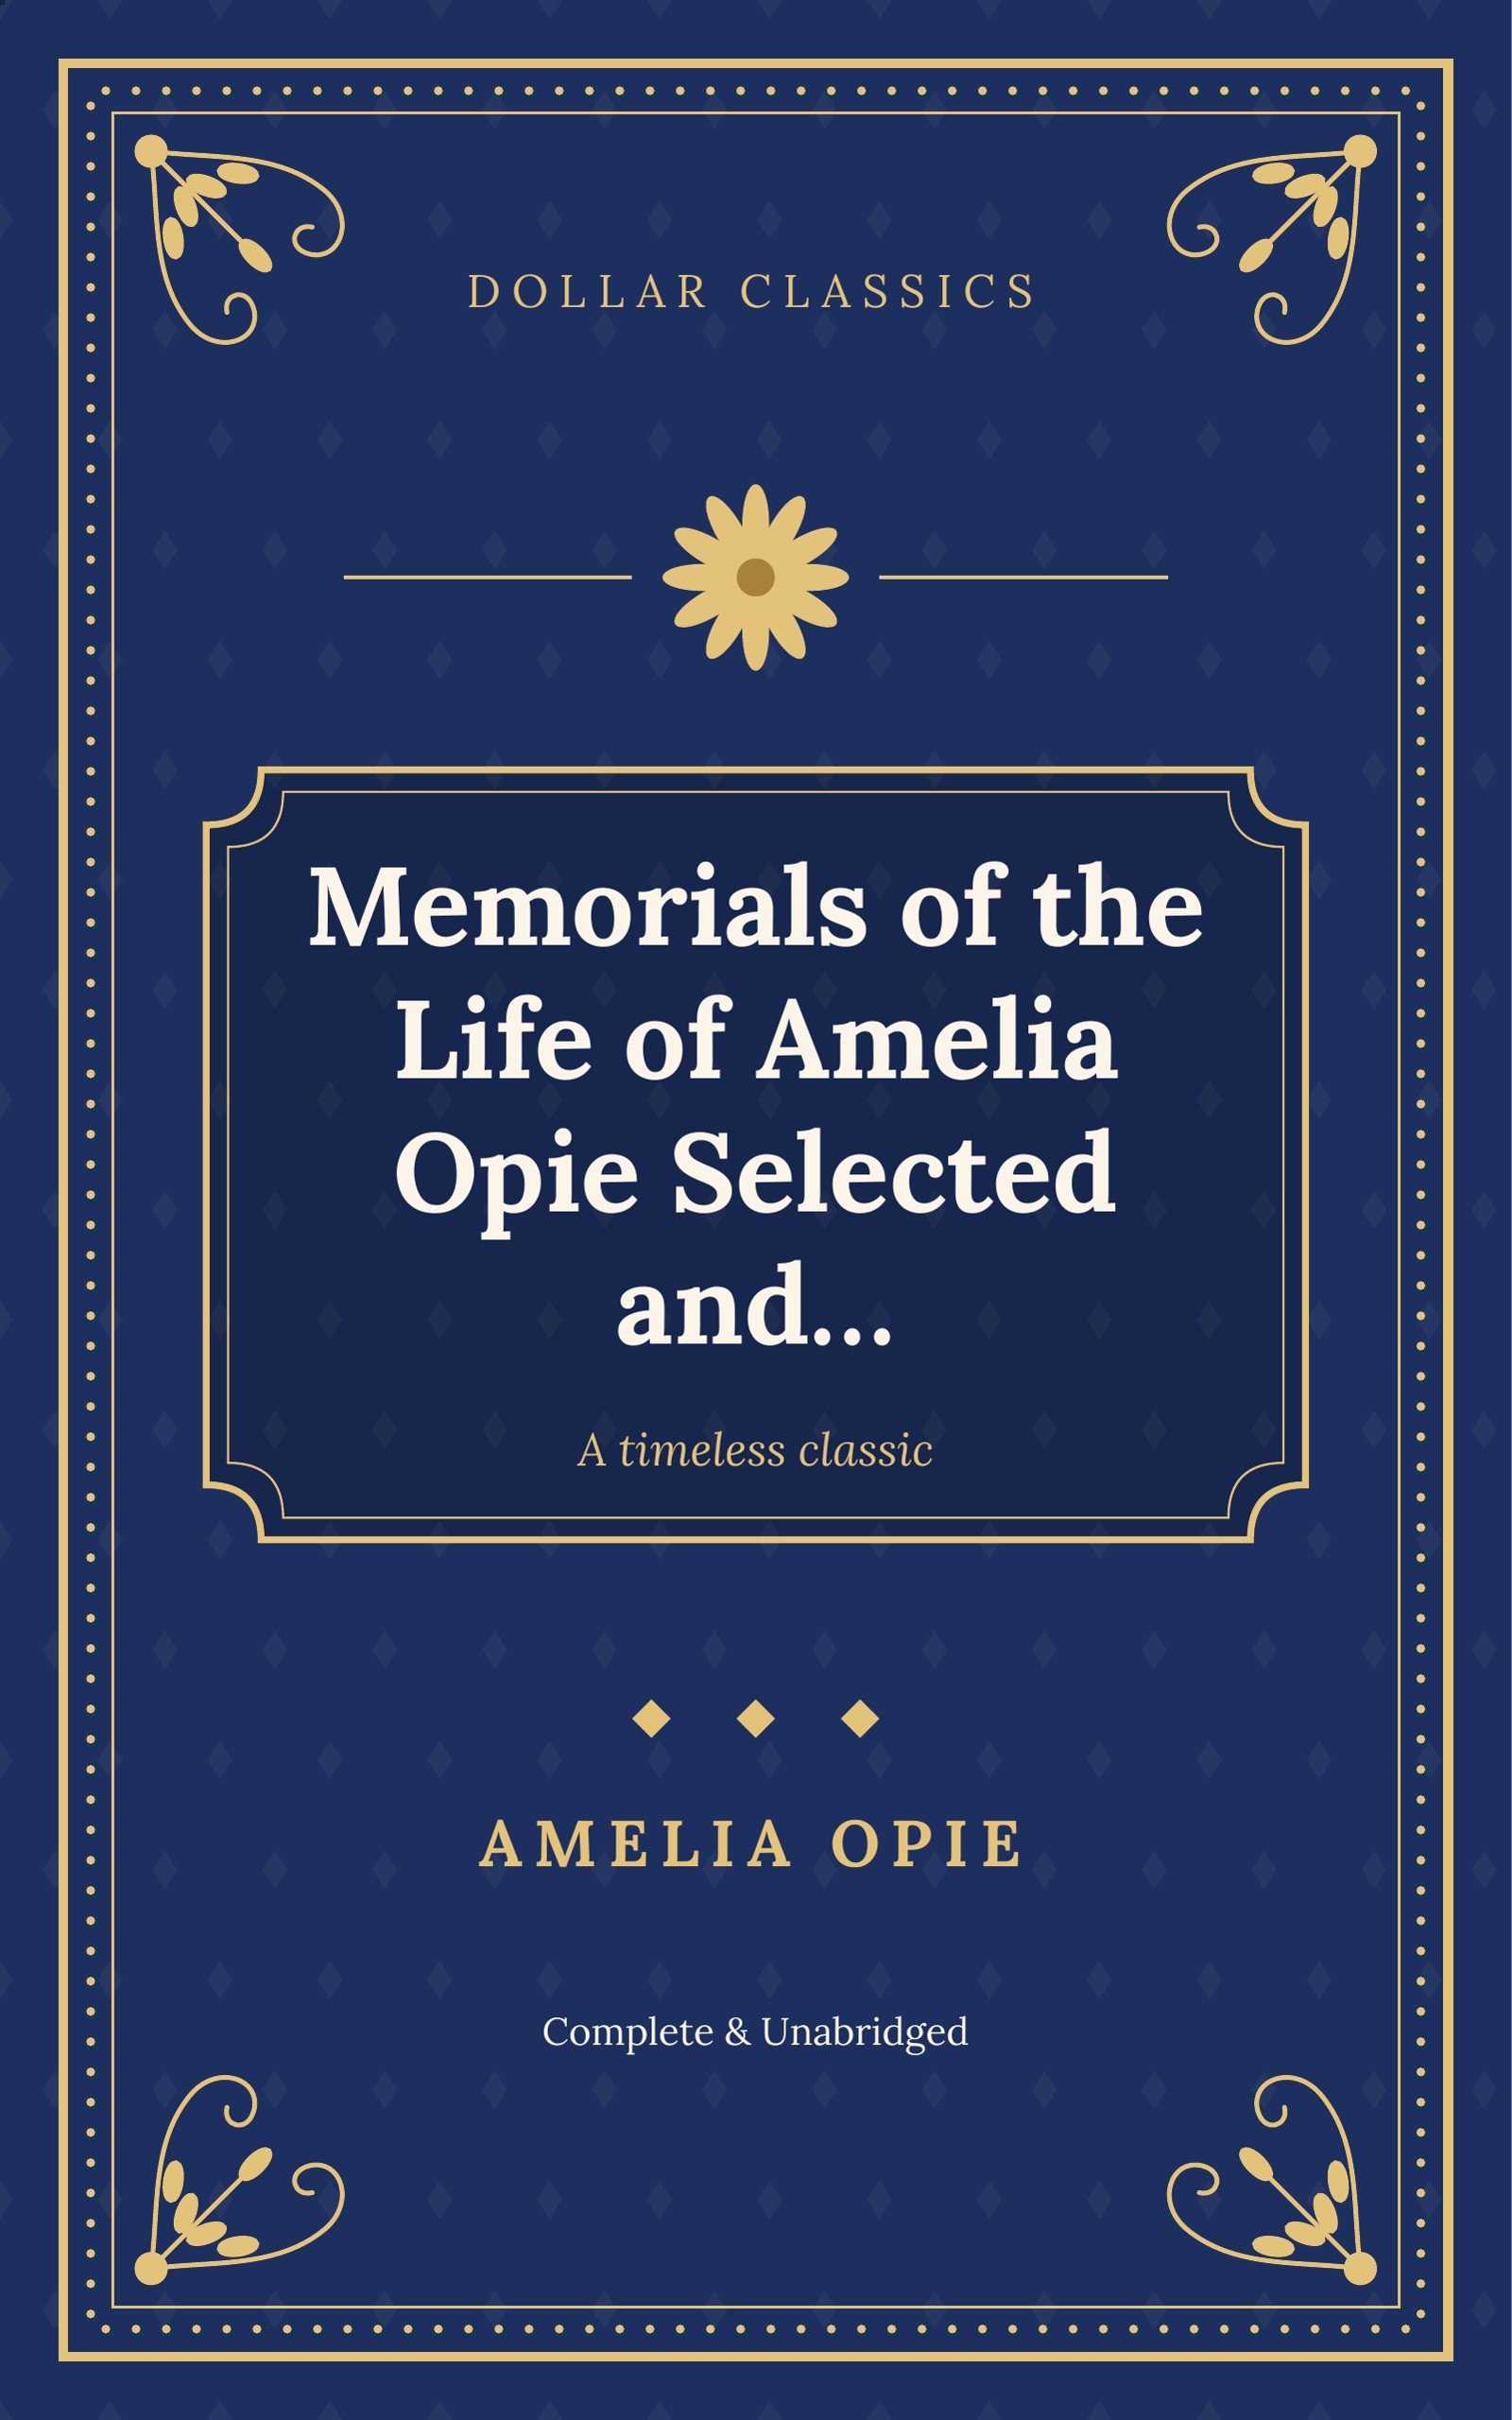 DOLLAR CLASSICS
Memorials of the
Life of Amelia
Opie Selected
and...
A timeless classic
AMELIA OPIE
Complete & Unabridged